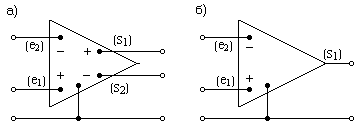 а) б)
(e₂) − + (s₁) (e₂) − (s₁)
(e₁) + − (s₂) (e₁) +